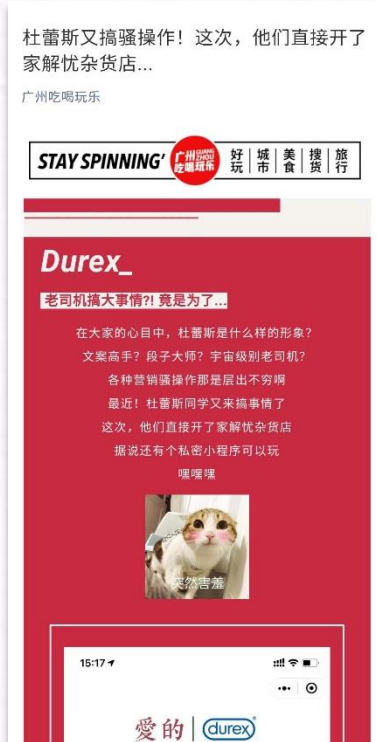 杜蕾斯又搞骚操作！这次，他们直接开了
家解忧杂货店...
广州吃喝玩乐
STAY SPINNING'
广州 GUANG ZHOU
吃喝玩乐
好玩 | 城市 | 美食 | 搜货 | 旅行
Durex_
老司机搞大事情?! 竟是为了...
在大家的心目中，杜蕾斯是什么样的形象？
文案高手？段子大师？宇宙级别老司机？
各种营销骚操作那是层出不穷啊
最近！杜蕾斯同学又来搞事情了
这次，他们直接开了家解忧杂货店
据说还有个私密小程序可以玩
嘿嘿嘿
突然害羞
15:17
愛的 | durex